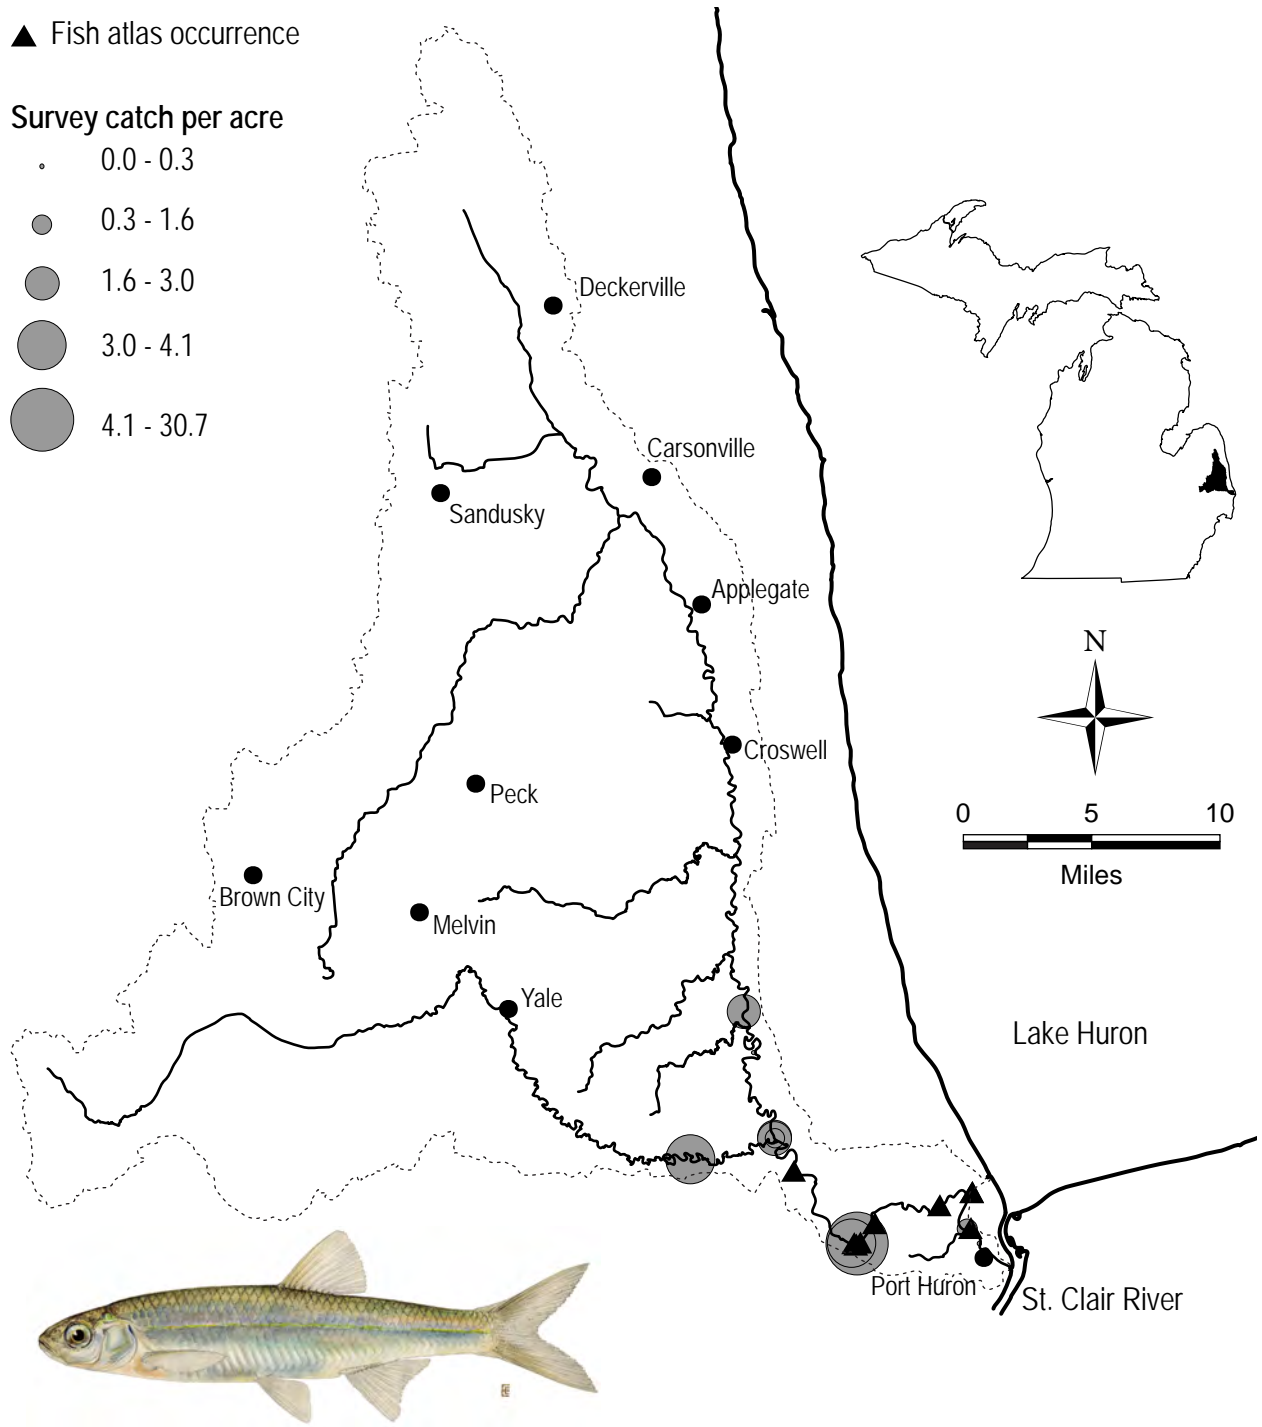 Fish atlas occurrence
Survey catch per acre
0.0 - 0.3
0.3 - 1.6
1.6 - 3.0
3.0 - 4.1
4.1 - 30.7
Deckerville
Carsonville
Sandusky
Applegate
N
Croswell
Peck
0 5 10
Miles
Brown City
Melvin
Yale
Lake Huron
Port Huron
St. Clair River